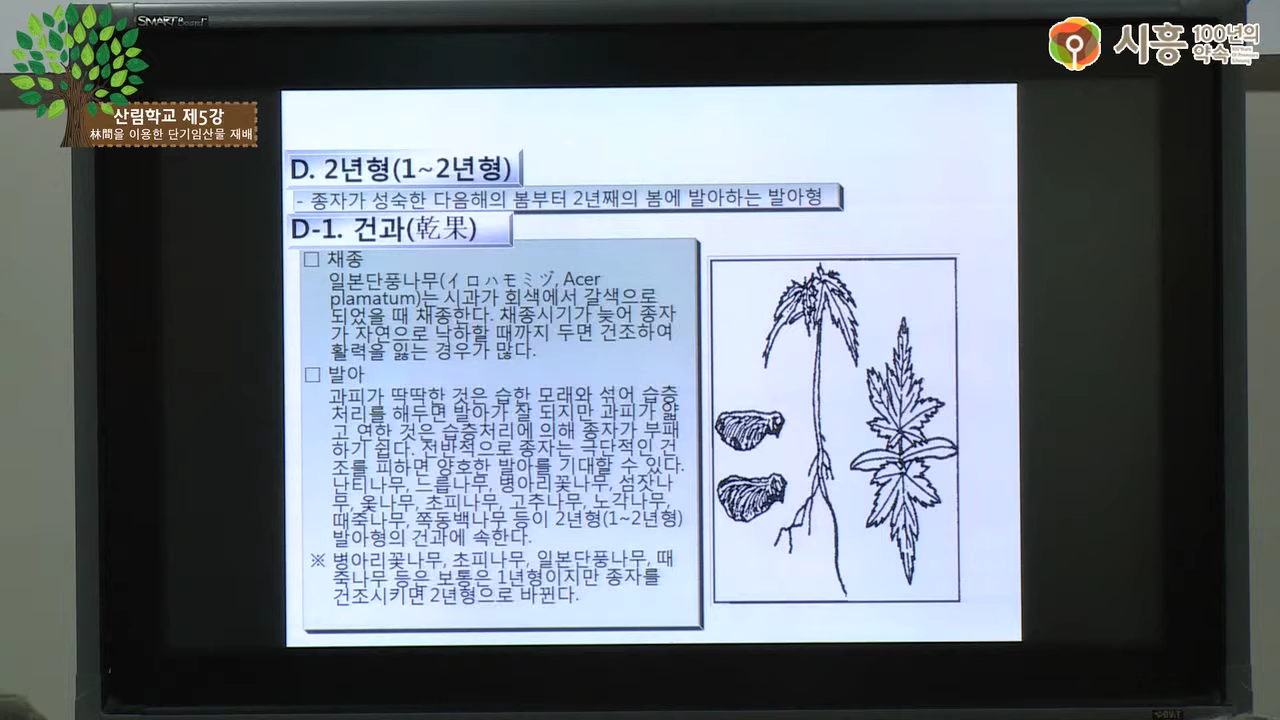 SMART Board
산림학교 제5강
林間을 이용한 단기임산물 재배
시흥
100년의
약속
D. 2년형(1~2년형)
- 종자가 성숙한 다음해의 봄부터 2년째의 봄에 발아하는 발아형
D-1. 건과(乾果)
□ 채종
일본단풍나무(イロハモミヅ, Acer
plamatum)는 시과가 회색에서 갈색으로
되었을 때 채종한다. 채종시기가 늦어 종자
가 자연으로 낙하할 때까지 두면 건조하여
활력을 잃는 경우가 많다.
□ 발아
과피가 딱딱한 것은 습한 모래와 섞어 습층
처리를 해두면 발아가 잘 되지만 과피가 얇
고 연한 것은 습층처리에 의해 종자가 부패
하기 쉽다. 전반적으로 종자는 극단적인 건
조를 피하면 양호한 발아를 기대할 수 있다.
난티나무, 드릅나무, 병아리꽃나무, 섬잣나
무, 옻나무, 초피나무, 고추나무, 노각나무,
때죽나무, 쪽동백나무 등이 2년형(1~2년형)
발아형의 건과에 속한다.
※ 병아리꽃나무, 초피나무, 일본단풍나무, 때
죽나무 등은 보통은 1년형이지만 종자를
건조시키면 2년형으로 바뀐다.